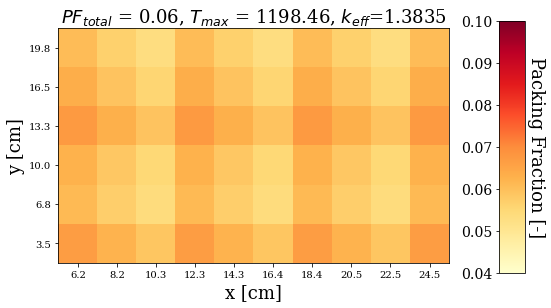 PF_total = 0.06, T_max = 1198.46, k_eff=1.3835
0.10
0.09
0.08
0.07
0.06
0.05
0.04
Packing Fraction [-]
19.8
16.5
13.3
10.0
6.8
3.5
y [cm]
6.2 8.2 10.3 12.3 14.3 16.4 18.4 20.5 22.5 24.5
x [cm]